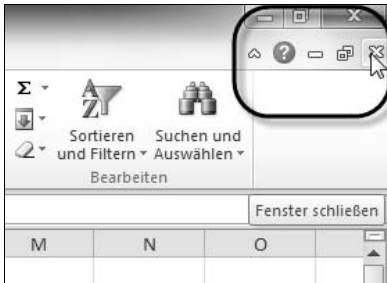 Σ
A
Z
Sortieren und Filtern
Suchen und Auswählen
Bearbeiten
Fenster schließen
M N O